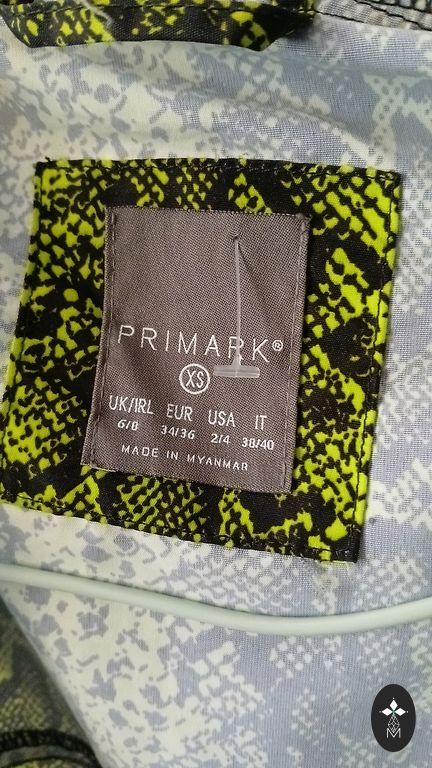 PRIMARK®
XS
UK/IRL EUR USA IT
6/8 34/36 2/4 38/40
MADE IN MYANMAR
M